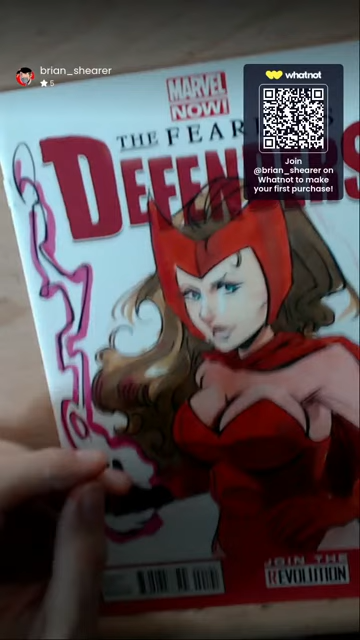 brian_shearer
★5
whatnot
Join
@brian_shearer on
Whatnot to make
your first purchase!
MARVEL
NOW!
THE FEAR
DEFENDERS
JOIN THE
REVOLUTION